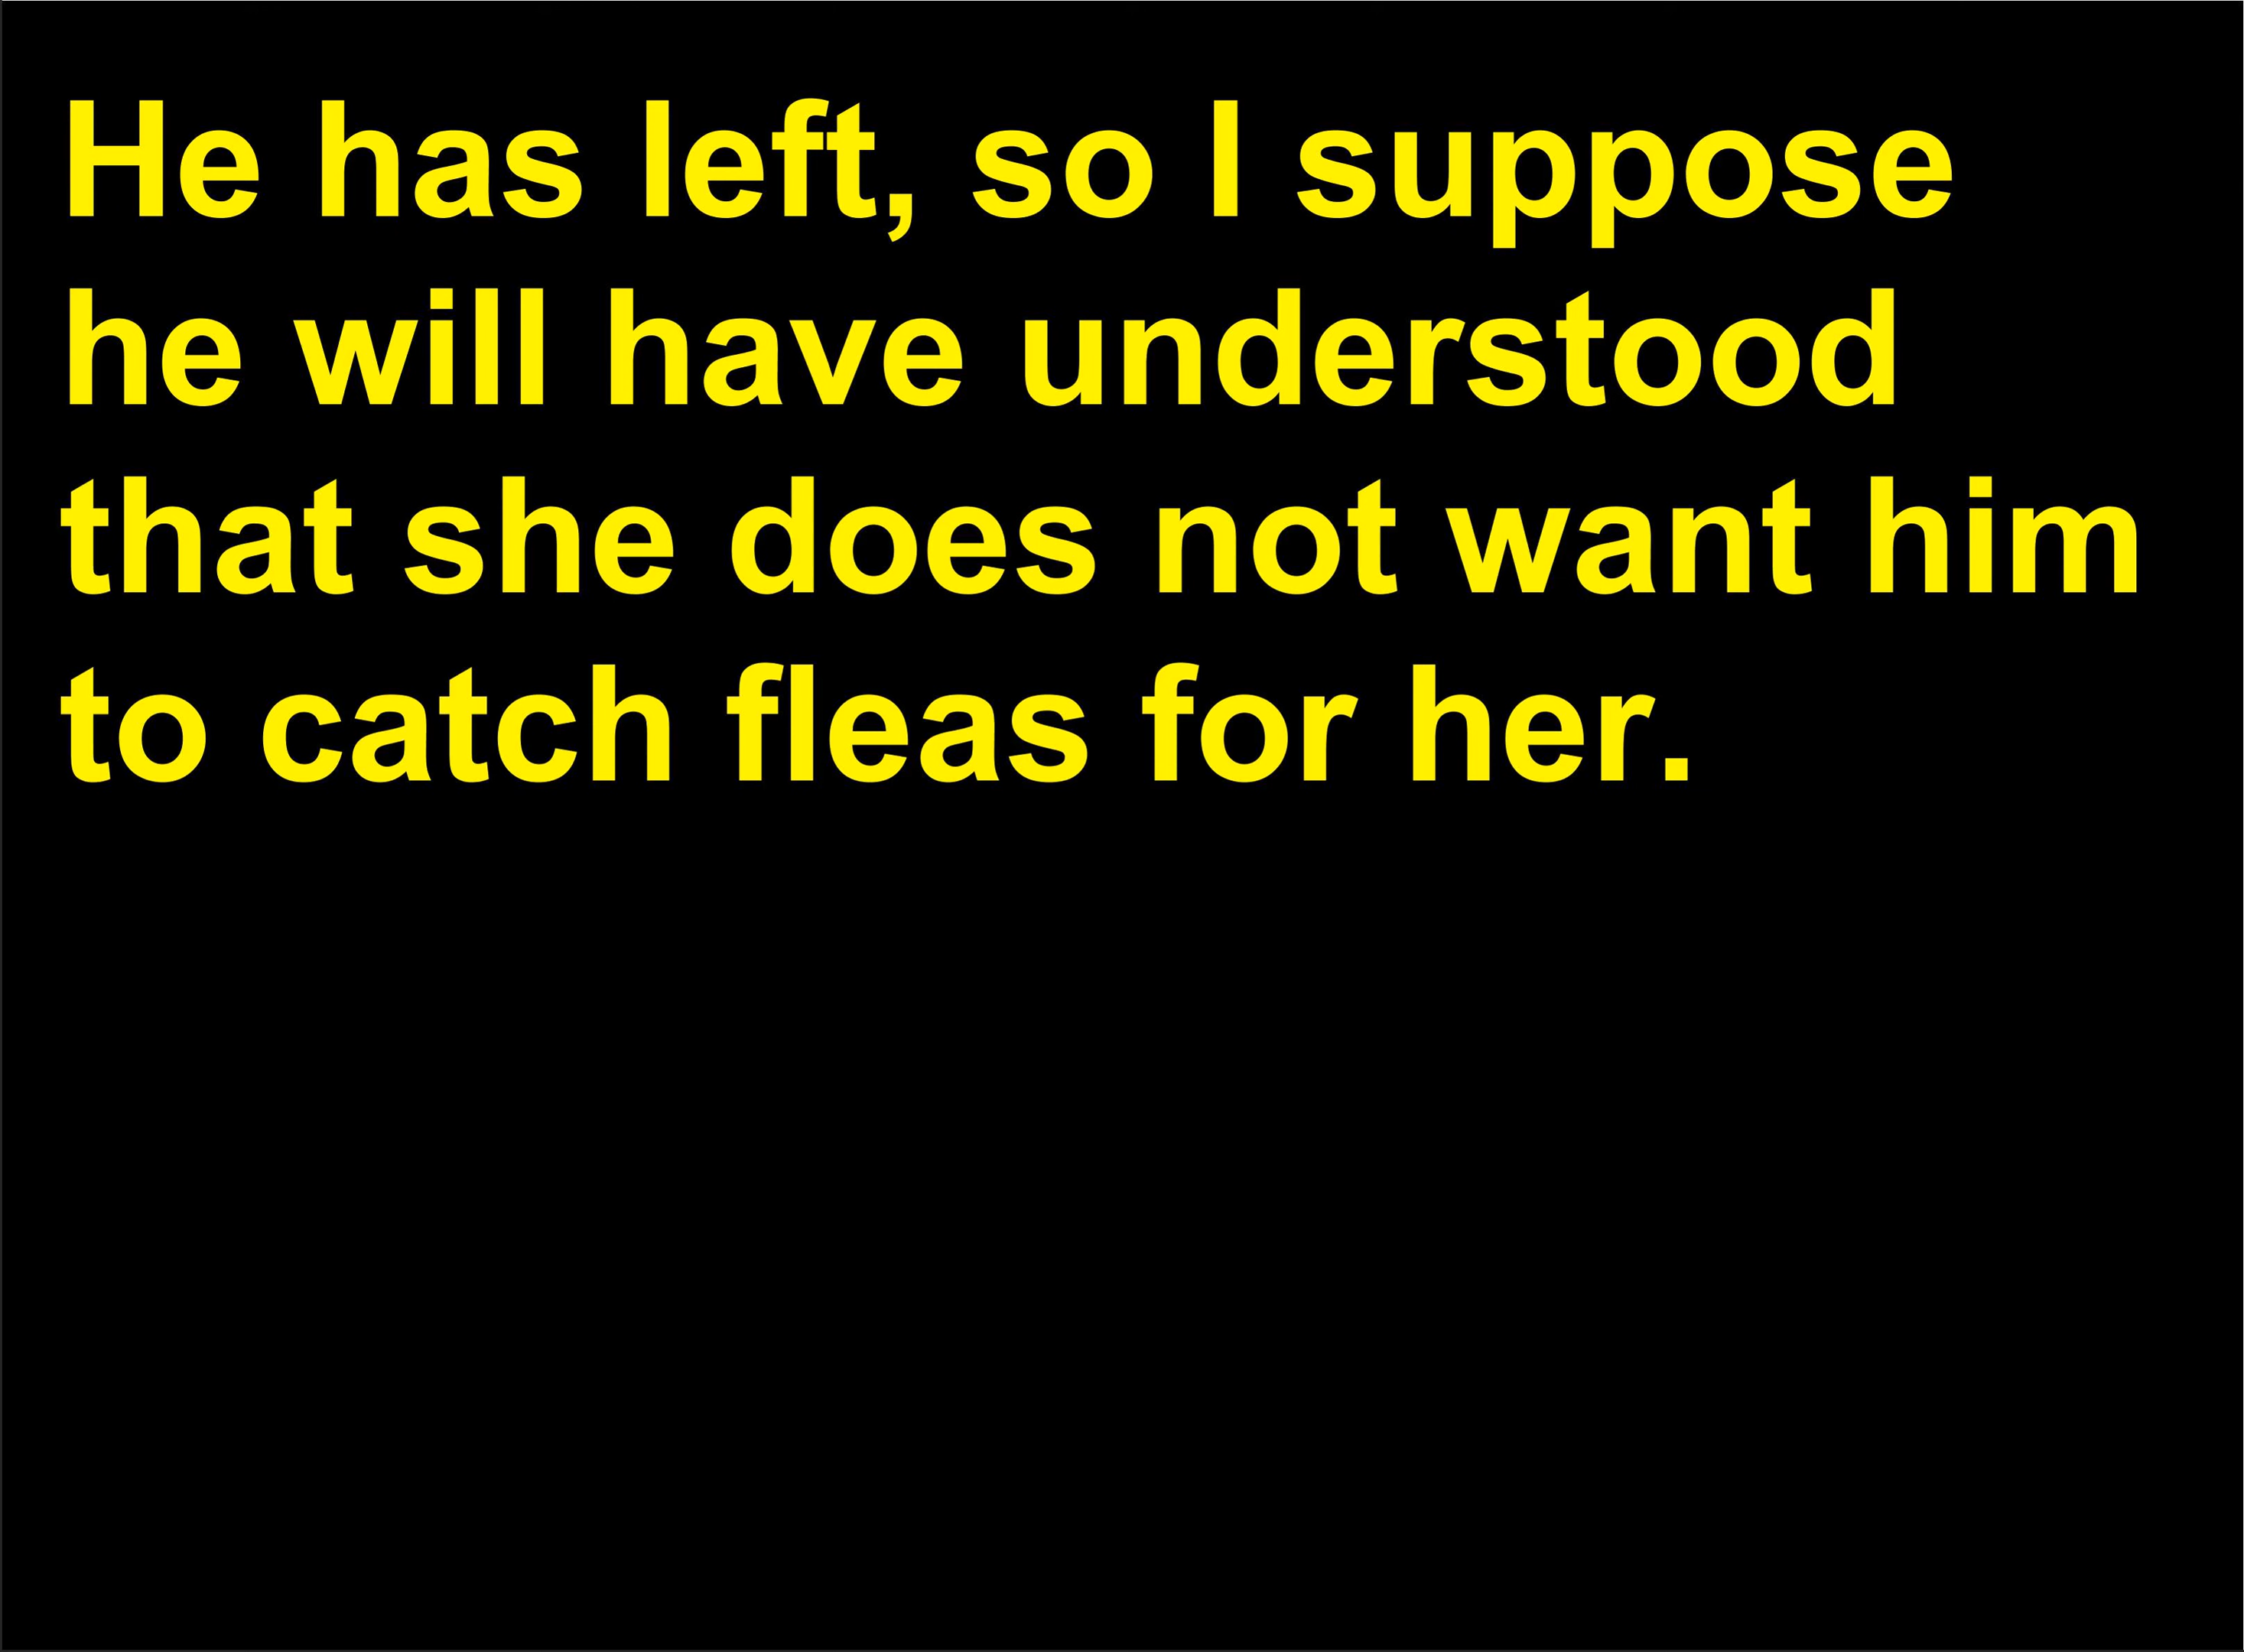 He has left, so I suppose
he will have understood
that she does not want him
to catch fleas for her.